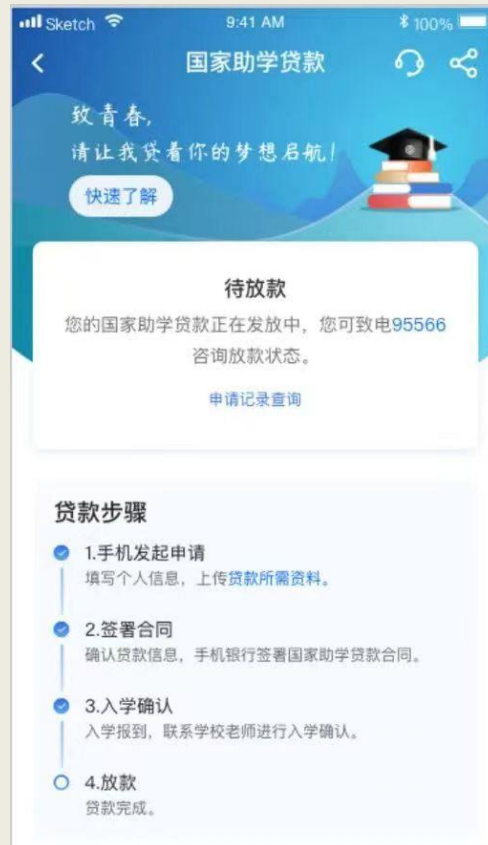 Sketch 9:41 AM 100%
国家助学贷款
致青春,
请让我贷着你的梦想启航!
快速了解
待放款
您的国家助学贷款正在发放中，您可致电95566
咨询放款状态。
申请记录查询
贷款步骤
1.手机发起申请
填写个人信息，上传贷款所需资料。
2.签署合同
确认贷款信息，手机银行签署国家助学贷款合同。
3.入学确认
入学报到，联系学校老师进行入学确认。
4.放款
贷款完成。